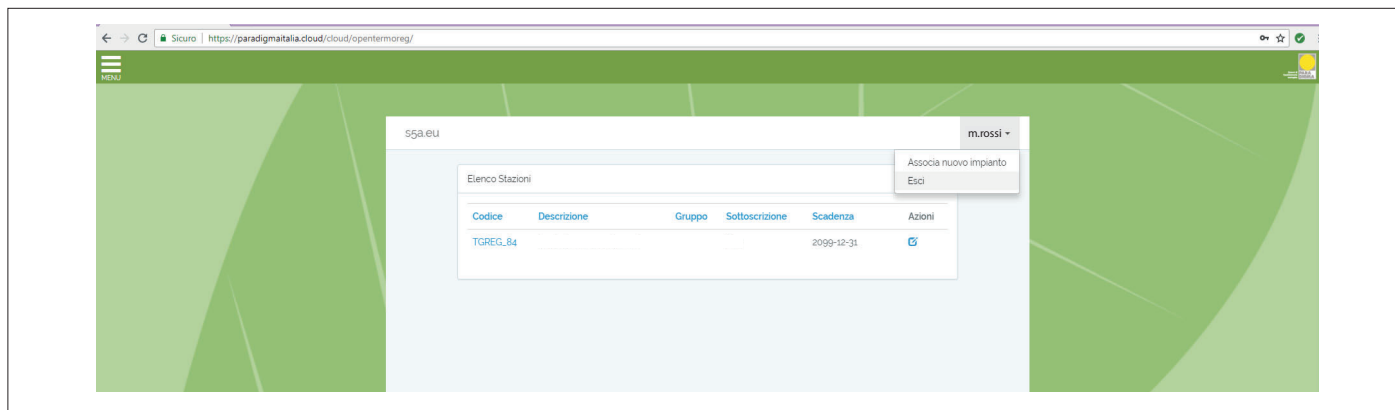 Sicuro | https://paradigmaitalia.cloud/cloud/opentermoreg/
MENU
s5a.eu
m.rossi
Associa nuovo impianto
Esci
Elenco Stazioni
Codice Descrizione Gruppo Sottoscrizione Scadenza Azioni
TGREG_84 2099-12-31